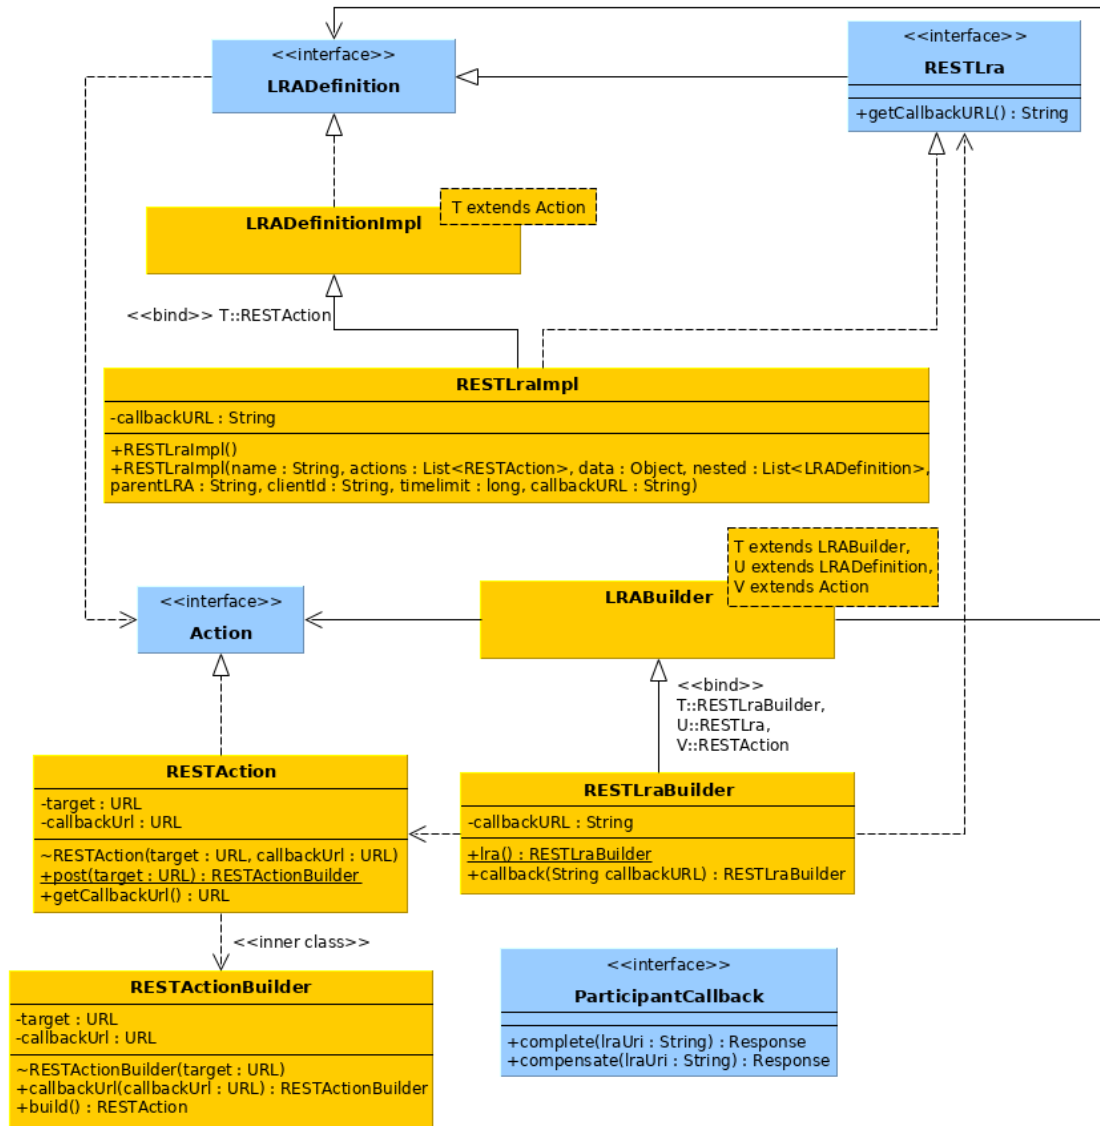 <<interface>>
LRADefinition
<<interface>>
RESTLra
+getCallbackURL() : String
T extends Action
LRADefinitionImpl
<<bind>> T::RESTAction
RESTLraImpl
-callbackURL : String
+RESTLraImpl()
+RESTLraImpl(name : String, actions : List<RESTAction>, data : Object, nested : List<LRADefinition>,
parentLRA : String, clientId : String, timelimit : long, callbackURL : String)
T extends LRABuilder,
U extends LRADefinition,
V extends Action
<<interface>>
Action
LRABuilder
<<bind>>
T::RESTLraBuilder,
U::RESTLra,
V::RESTAction
RESTAction
-target : URL
-callbackUrl : URL
~RESTAction(target : URL, callbackUrl : URL)
+post(target : URL) : RESTActionBuilder
+getCallbackUrl() : URL
RESTLraBuilder
-callbackURL : String
+lra() : RESTLraBuilder
+callback(String callbackURL) : RESTLraBuilder
<<inner class>>
RESTActionBuilder
-target : URL
-callbackUrl : URL
~RESTActionBuilder(target : URL)
+callbackUrl(callbackUrl : URL) : RESTActionBuilder
+build() : RESTAction
<<interface>>
ParticipantCallback
+complete(lraUri : String) : Response
+compensate(lraUri : String) : Response